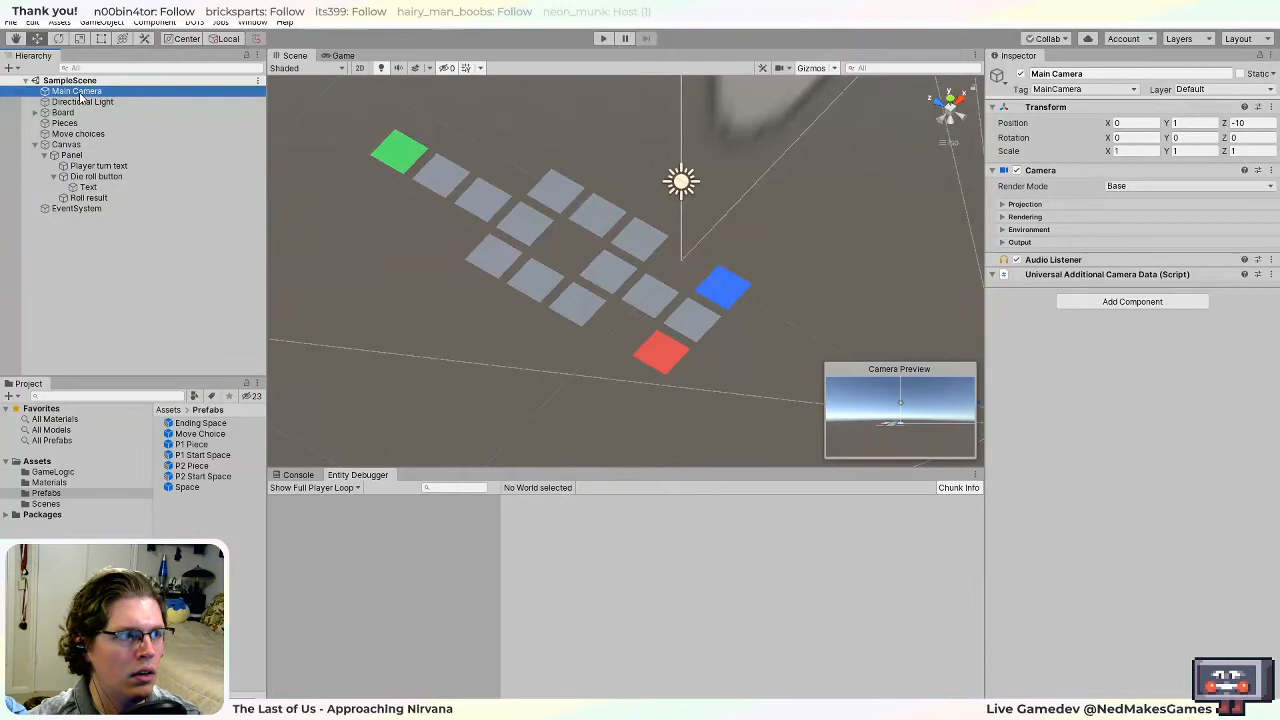 Thank you! n00bin4tor: Follow bricksparts: Follow its399: Follow hairy_man_boobs: Follow neon_munk: Host (1)
File Edit Assets GameObject Component DOTS Jobs Window Help
Center Local Collab Account Layers Layout
Hierarchy
All
SampleScene
Main Camera
Directional Light
Board
Pieces
Move choices
Canvas
Panel
Player turn text
Die roll button
Text
Roll result
EventSystem
Scene Game
Shaded 2D 0 Gizmos All
y
x
z
Iso
Camera Preview
Inspector
Main Camera Static
Tag MainCamera Layer Default
Transform
Position X 0 Y 1 Z -10
Rotation X 0 Y 0 Z 0
Scale X 1 Y 1 Z 1
Camera
Render Mode Base
Projection
Rendering
Environment
Output
Audio Listener
Universal Additional Camera Data (Script)
Add Component
Project
23
Favorites
All Materials
All Models
All Prefabs
Assets
GameLogic
Materials
Prefabs
Scenes
Packages
Assets Prefabs
Ending Space
Move Choice
P1 Piece
P1 Start Space
P2 Piece
P2 Start Space
Space
Console Entity Debugger
Show Full Player Loop No World selected Chunk Info
The Last of Us - Approaching Nirvana
Live Gamedev @NedMakesGames